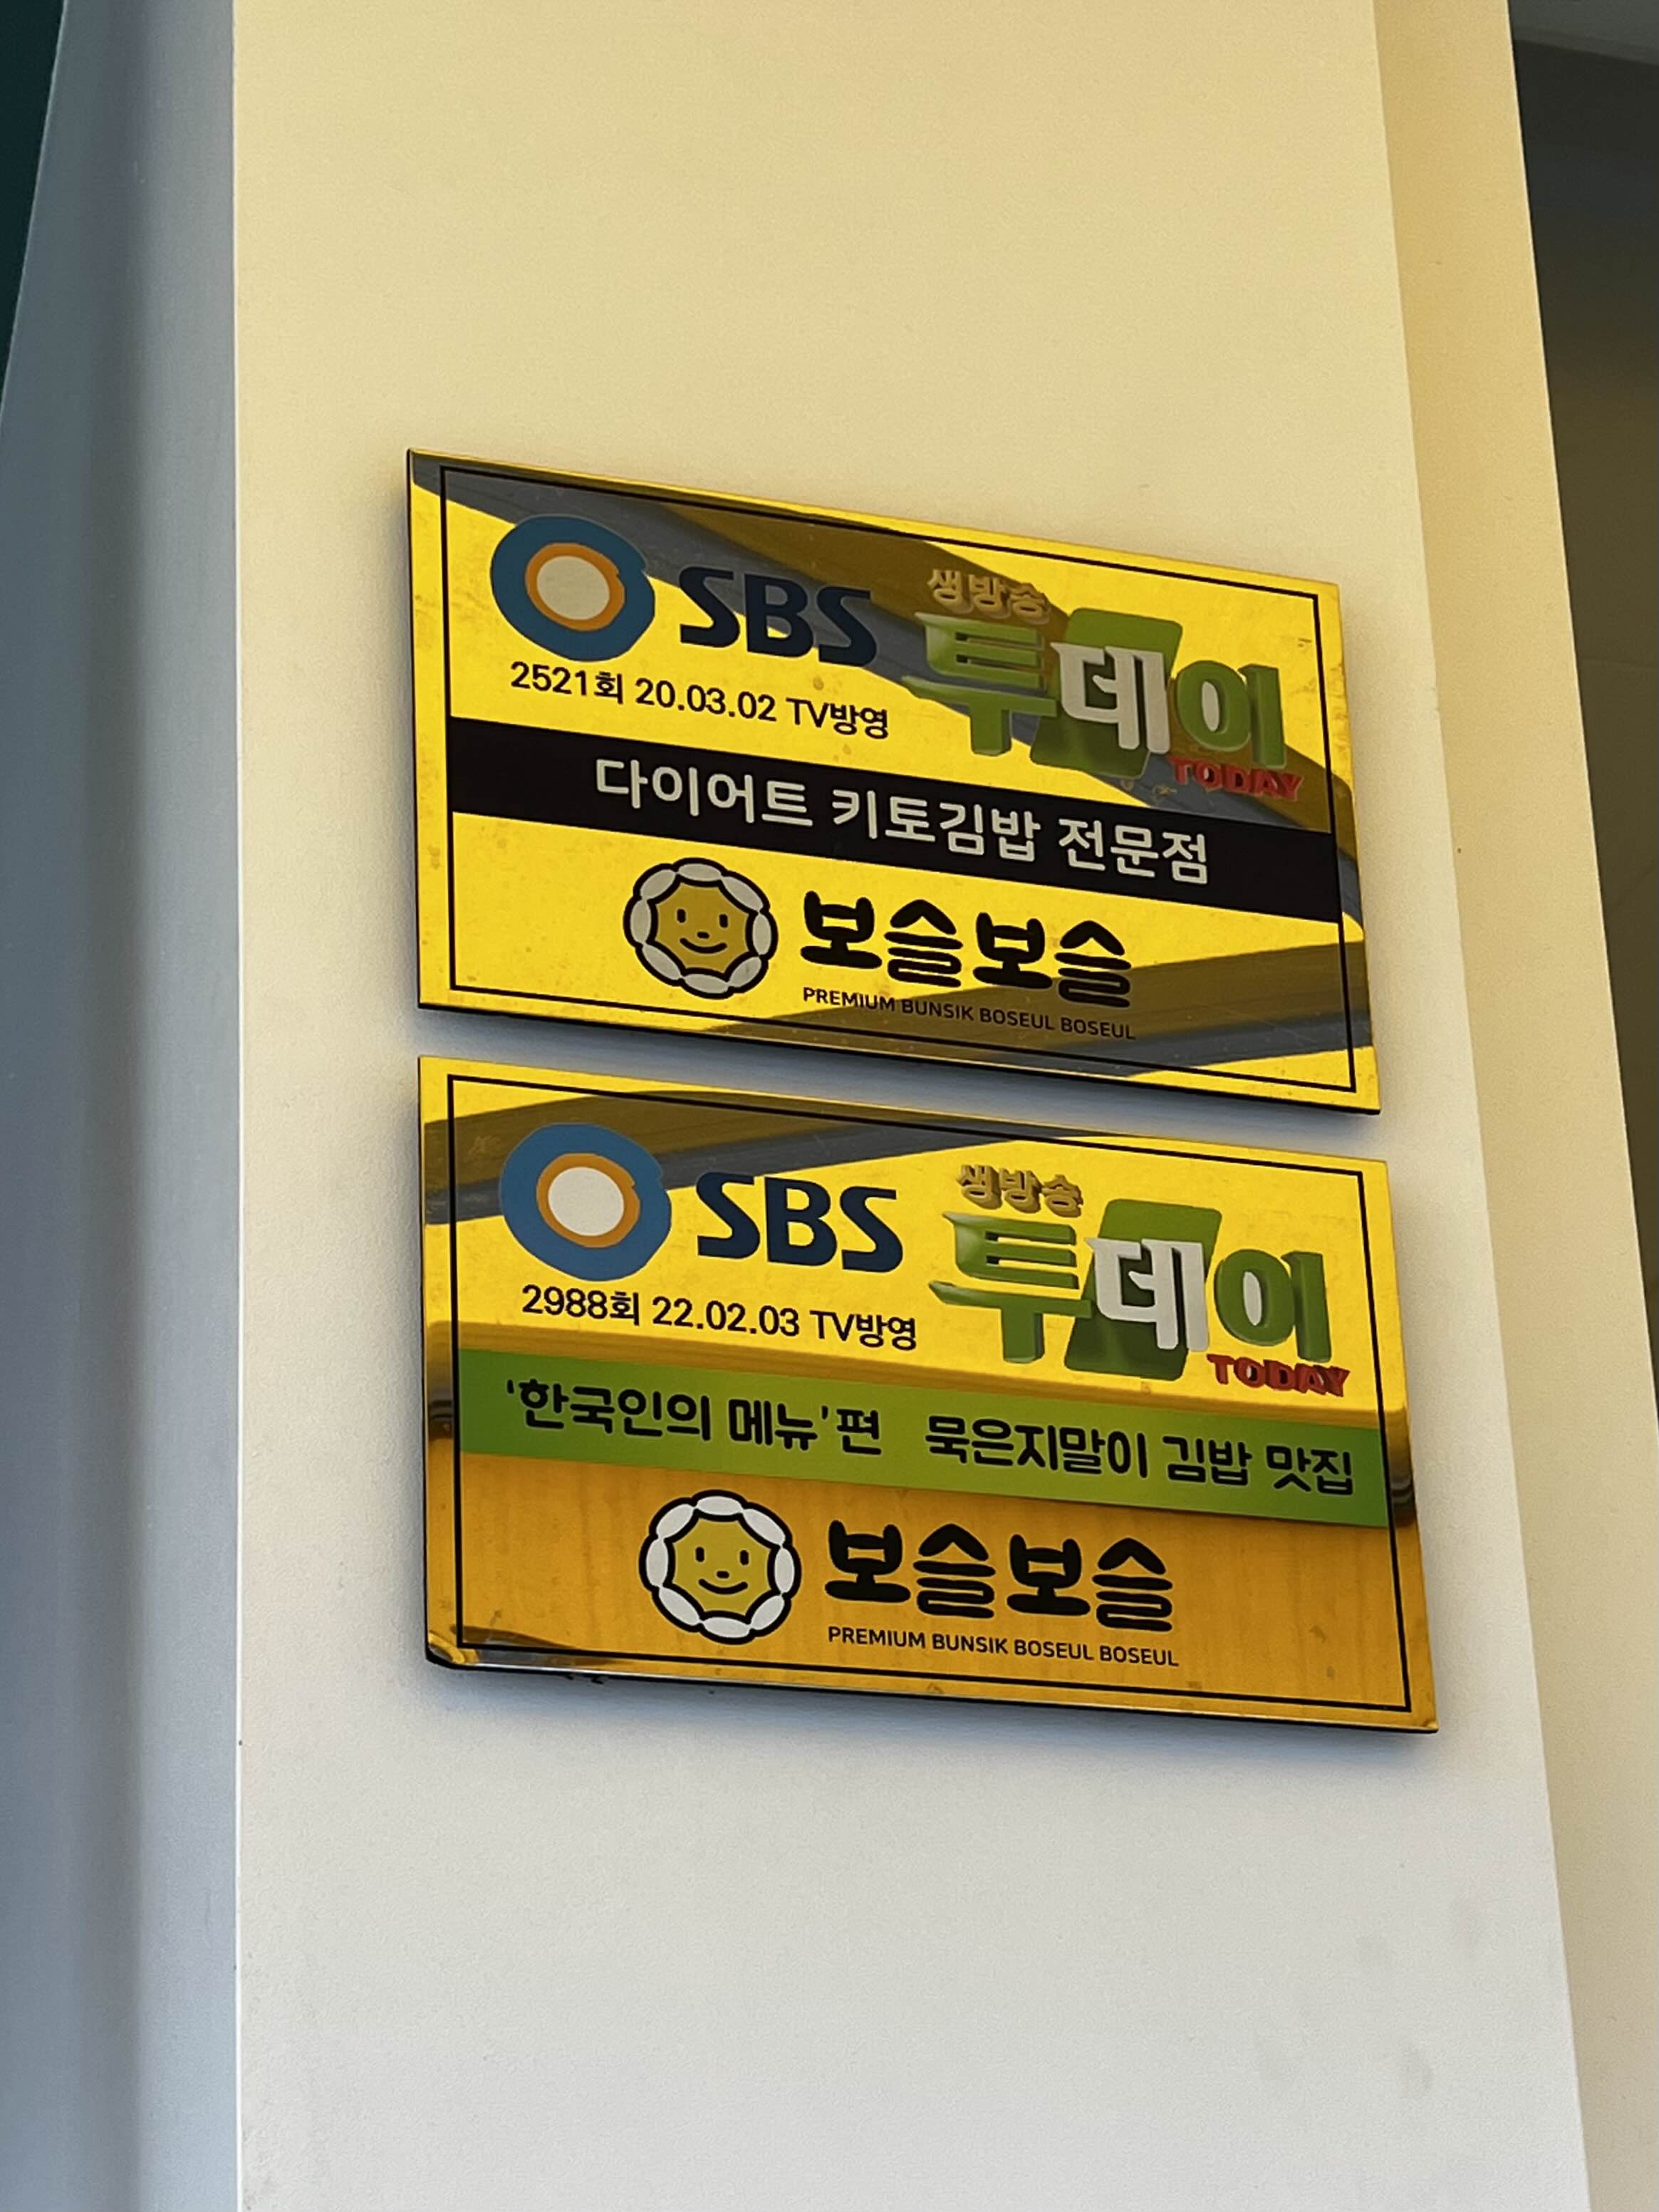 SBS 생방송
투데이
TODAY
2521회 20.03.02 TV방영
다이어트 키토김밥 전문점
보슬보슬
PREMIUM BUNSIK BOSEUL BOSEUL
SBS 생방송
투데이
TODAY
2988회 22.02.03 TV방영
'한국인의 메뉴'편 묵은지말이 김밥 맛집
보슬보슬
PREMIUM BUNSIK BOSEUL BOSEUL